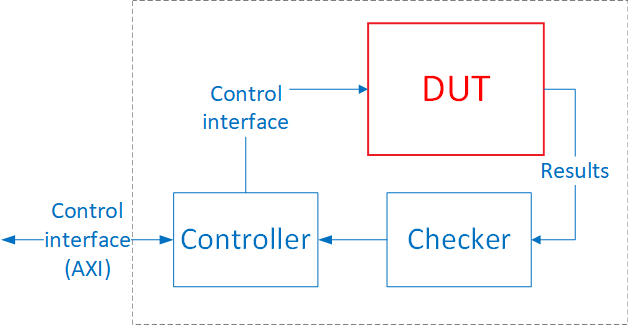 DUT
Control
interface
Results
Control
interface
(AXI)
Controller
Checker